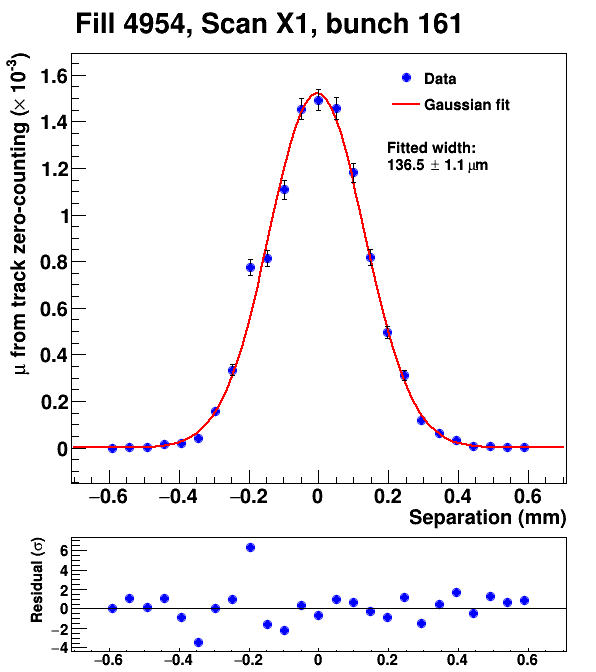 Fill 4954, Scan X1, bunch 161
μ from track zero-counting (× 10⁻³)
1.6
1.4
1.2
1
0.8
0.6
0.4
0.2
0
Data
Gaussian fit
Fitted width:
136.5 ± 1.1 μm
−0.6 −0.4 −0.2 0 0.2 0.4 0.6
Separation (mm)
Residual (σ)
6
4
2
0
−2
−4
−0.6 −0.4 −0.2 0 0.2 0.4 0.6